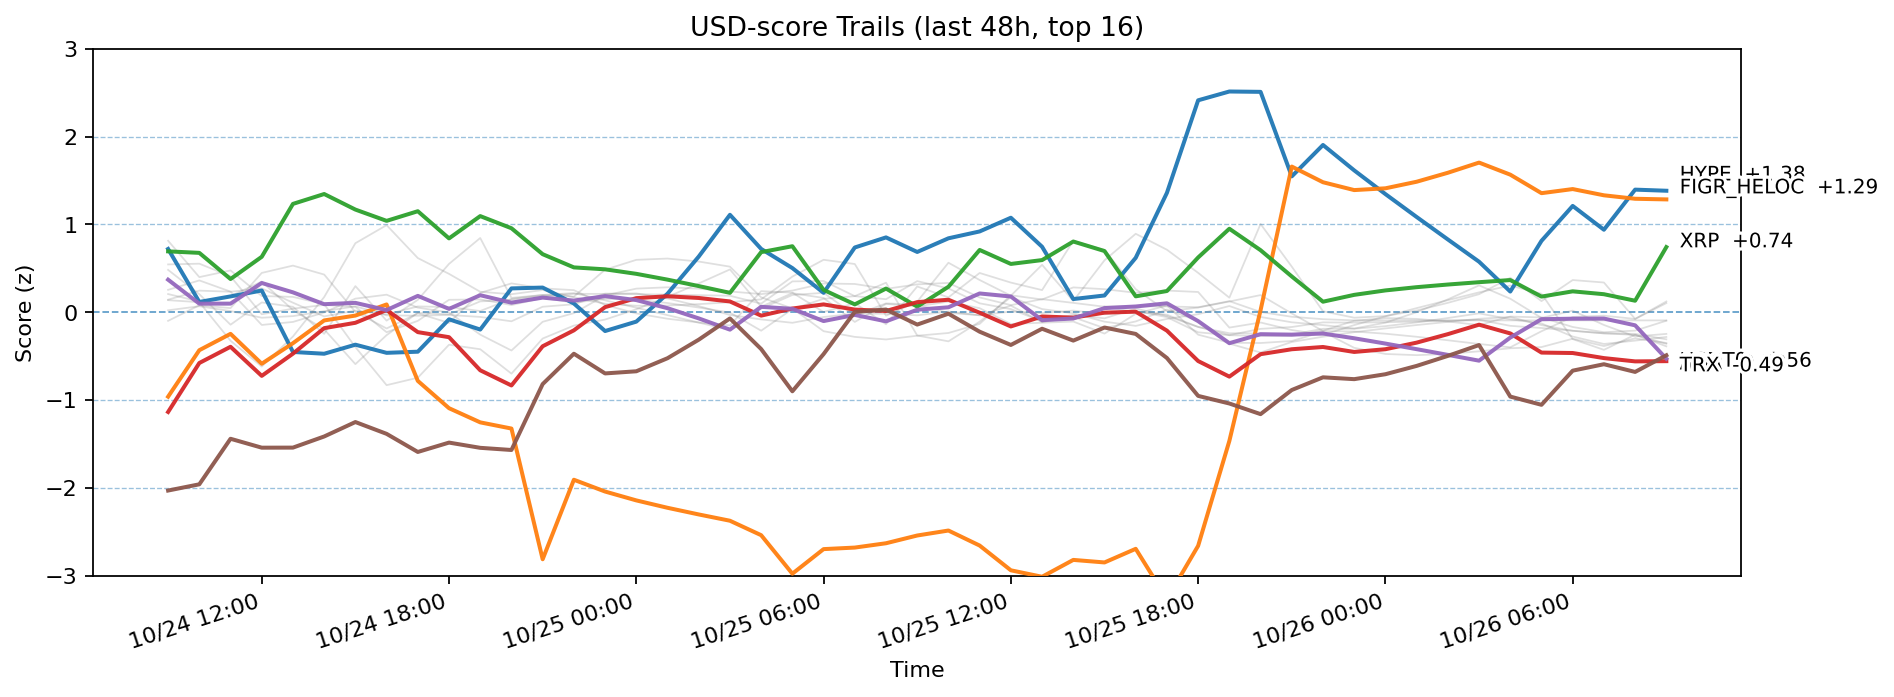 USD-score Trails (last 48h, top 16)
3
2
1
0
−1
−2
−3
Score (z)
HYPE +1.38
FIGR_HELOC +1.29
XRP +0.74
TRX -0.49
56
10/24 12:00
10/24 18:00
10/25 00:00
10/25 06:00
10/25 12:00
10/25 18:00
10/26 00:00
10/26 06:00
Time